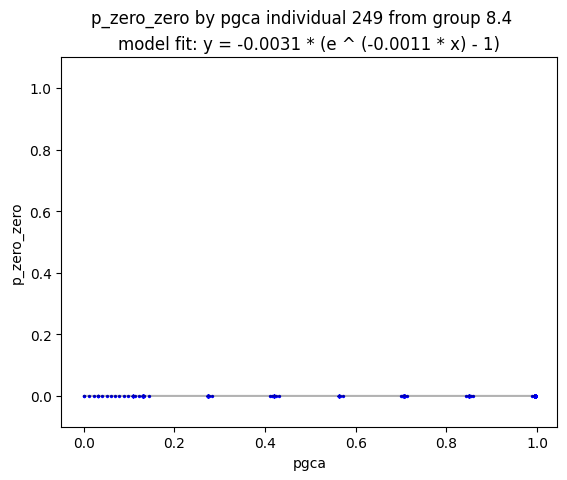 p_zero_zero by pgca individual 249 from group 8.4
model fit: y = -0.0031 * (e ^ (-0.0011 * x) - 1)
1.0
0.8
0.6
0.4
0.2
0.0
p_zero_zero
0.0 0.2 0.4 0.6 0.8 1.0
pgca